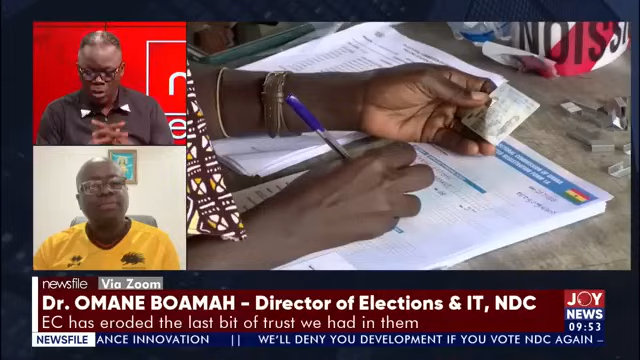 NDISSA
newsfile Via Zoom
Dr. OMANE BOAMAH - Director of Elections & IT, NDC
EC has eroded the last bit of trust we had in them
JOY
NEWS
09:53
NEWSFILE ANCE INNOVATION || WE'LL DENY YOU DEVELOPMENT IF YOU VOTE NDC AGAIN –